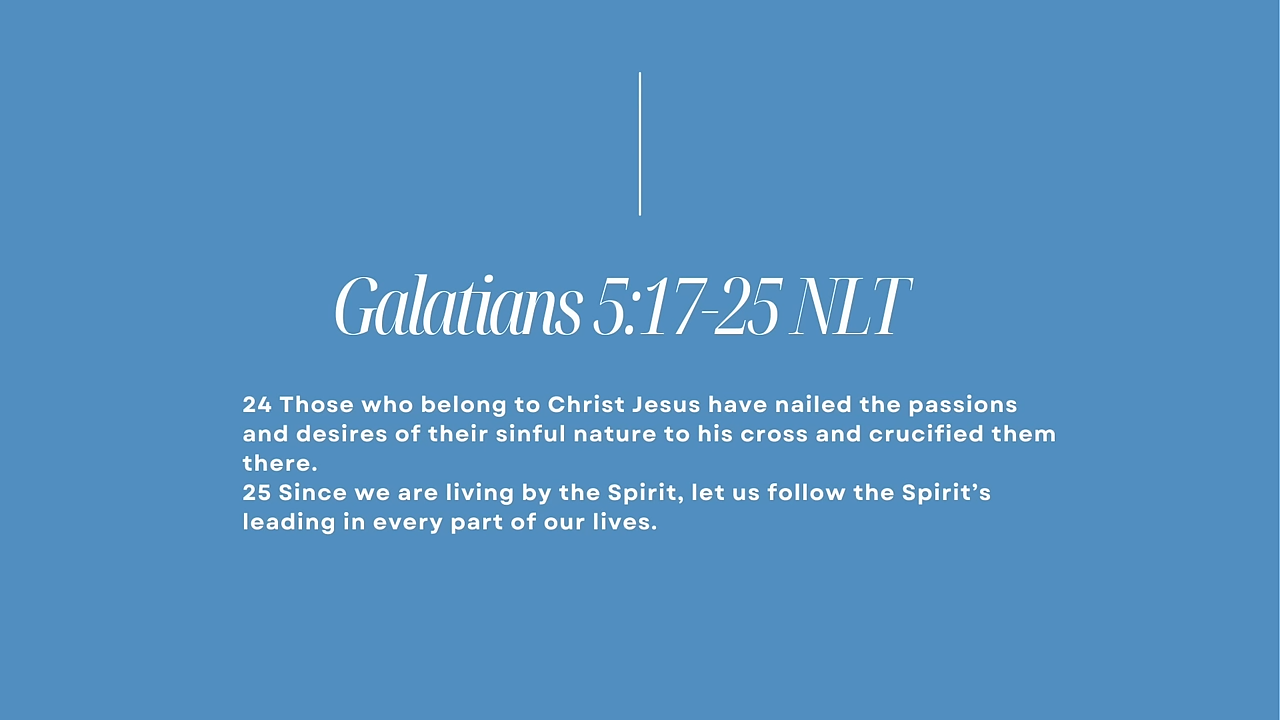 Galatians 5:17-25 NLT
24 Those who belong to Christ Jesus have nailed the passions
and desires of their sinful nature to his cross and crucified them
there.
25 Since we are living by the Spirit, let us follow the Spirit’s
leading in every part of our lives.